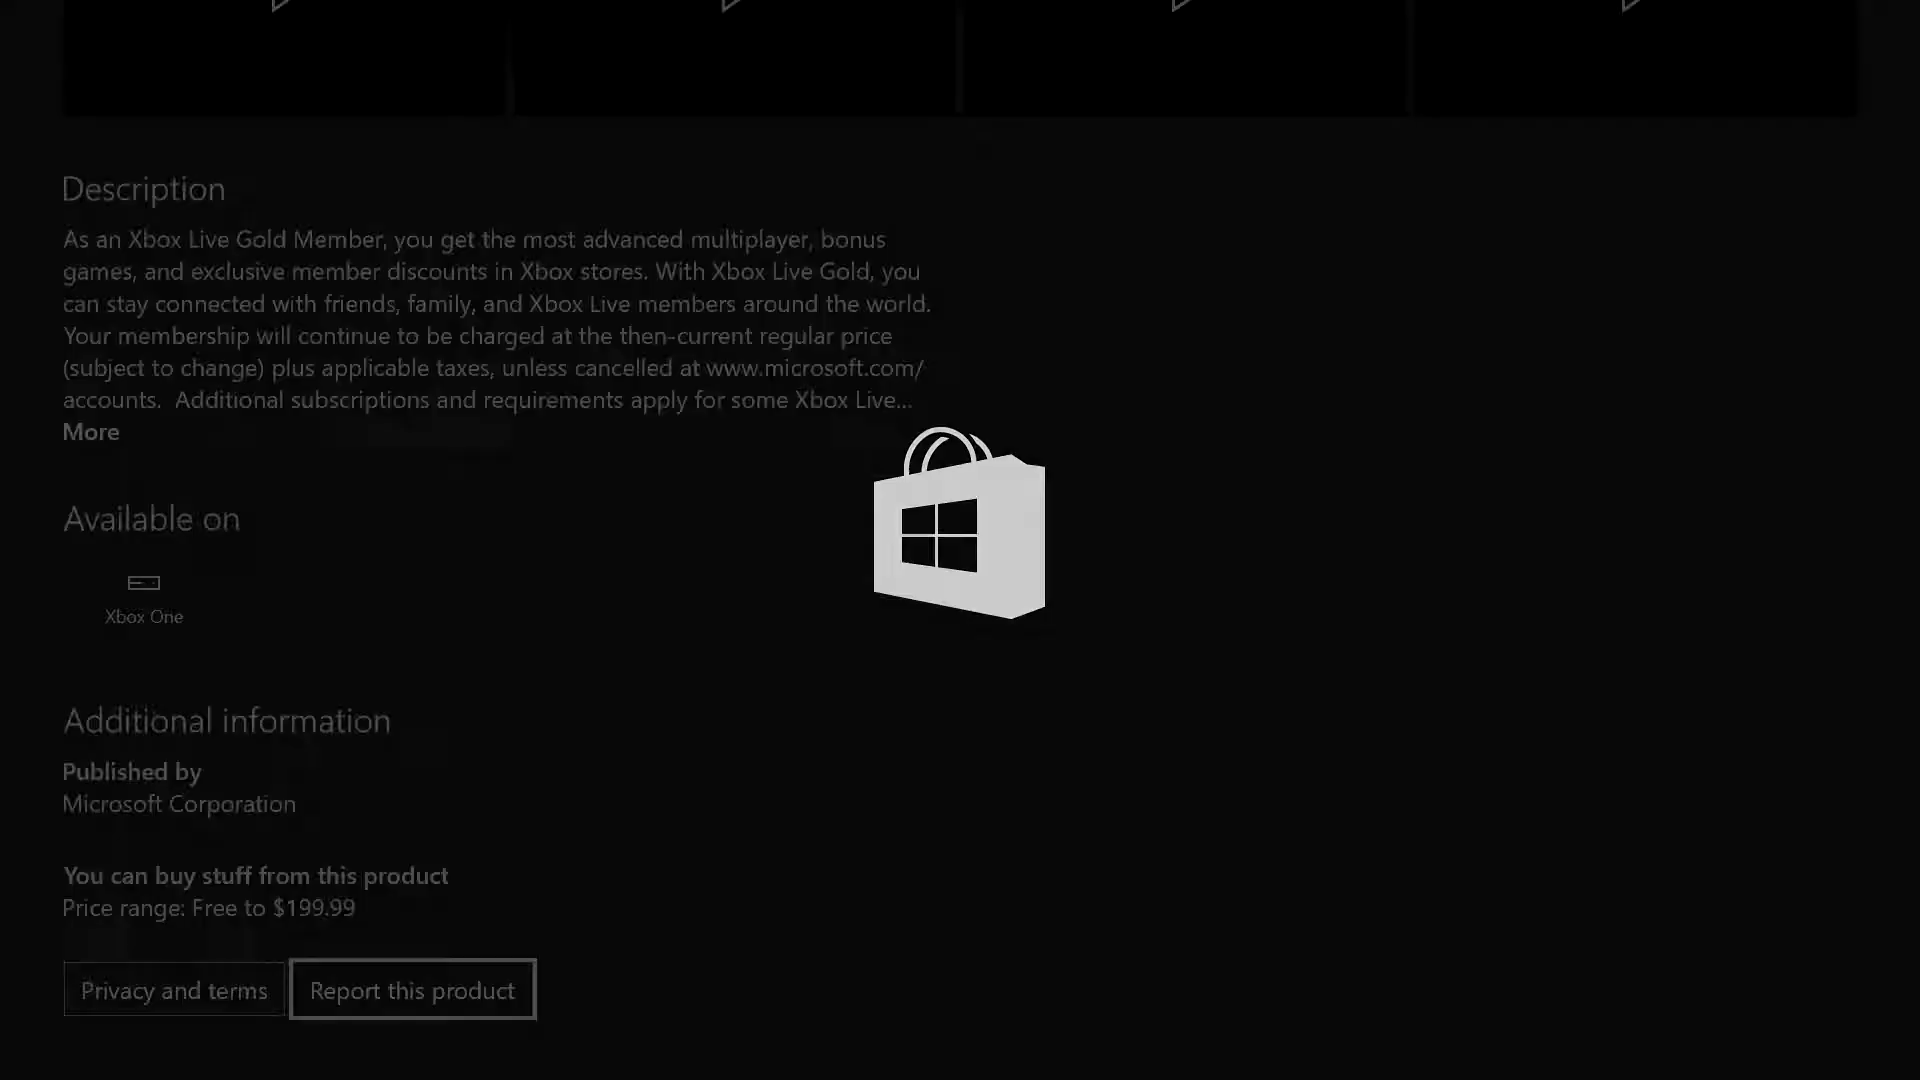 Description
As an Xbox Live Gold Member, you get the most advanced multiplayer, bonus
games, and exclusive member discounts in Xbox stores. With Xbox Live Gold, you
can stay connected with friends, family, and Xbox Live members around the world.
Your membership will continue to be charged at the then-current regular price
(subject to change) plus applicable taxes, unless cancelled at www.microsoft.com/
accounts.  Additional subscriptions and requirements apply for some Xbox Live...
More
Available on
Xbox One
Additional information
Published by
Microsoft Corporation
You can buy stuff from this product
Price range: Free to $199.99
Privacy and terms
Report this product